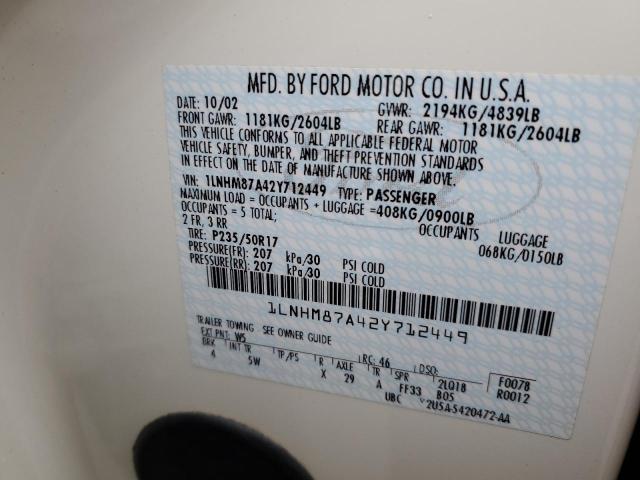 MFD. BY FORD MOTOR CO. IN U.S.A.
DATE: 10/02 GVWR: 2194KG/4839LB
FRONT GAWR: 1181KG/2604LB REAR GAWR: 1181KG/2604LB
THIS VEHICLE CONFORMS TO ALL APPLICABLE FEDERAL MOTOR
VEHICLE SAFETY, BUMPER, AND THEFT PREVENTION STANDARDS
IN EFFECT ON THE DATE OF MANUFACTURE SHOWN ABOVE.
VIN: 1LNHM87A42Y712449 TYPE: PASSENGER
MAXIMUM LOAD = OCCUPANTS + LUGGAGE =408KG/0900LB
OCCUPANTS = 5 TOTAL; OCCUPANTS LUGGAGE
2 FR, 3 RR 068KG/0150LB
TIRE: P235/50R17
PRESSURE(FR): 207 kPa/30 PSI COLD
PRESSURE(RR): 207 kPa/30 PSI COLD
1LNHM87A42Y712449
TRAILER TOWING SEE OWNER GUIDE
EXT PNT: W5 RC: 46 DSO:
BRK INT TR TP/PS R AXLE TR SPR F0078
4 5W X 29 A FF33 2LQ18 R0012
B05
UBC V2U5A-5420472-AA